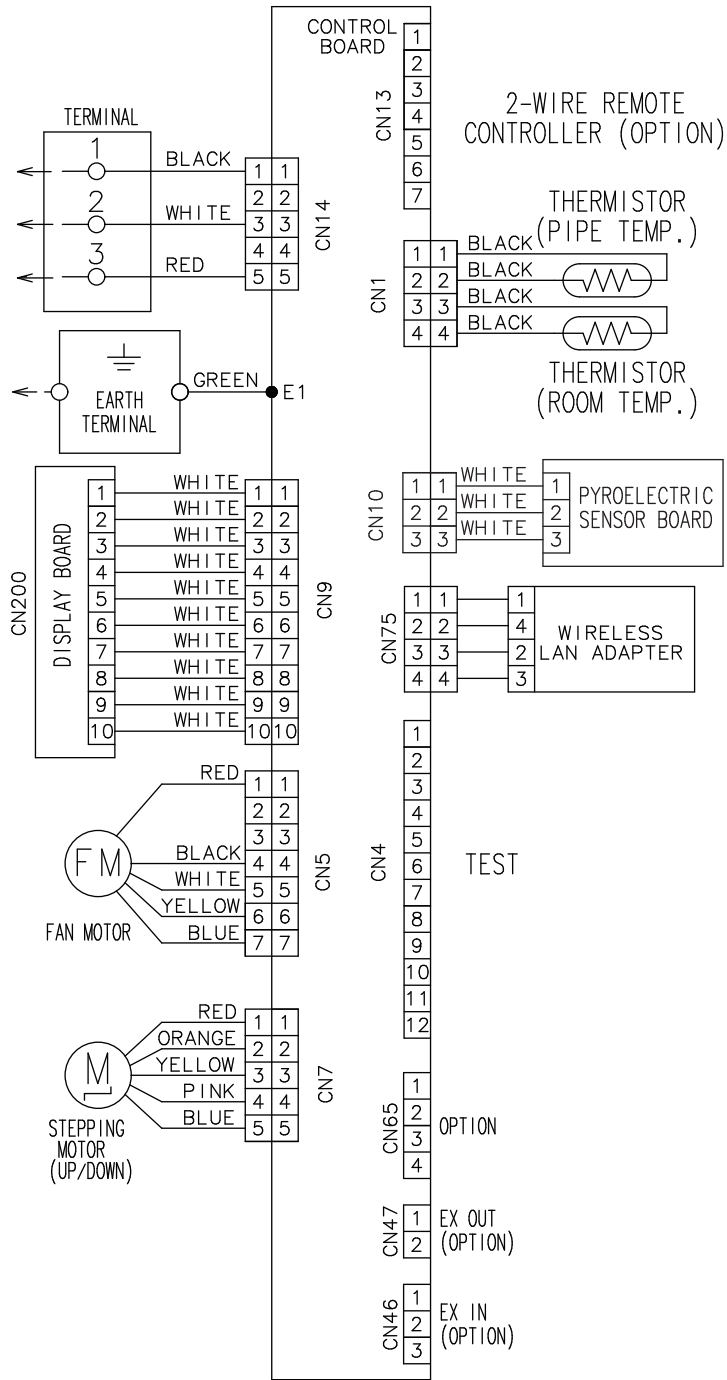 CONTROL
BOARD
TERMINAL
1
BLACK
2
WHITE
3
RED
1 1
2 2
3 3
4 4
5 5
CN14
EARTH
TERMINAL
GREEN
E1
CN200
DISPLAY BOARD
1 WHITE 1 1
2 WHITE 2 2
3 WHITE 3 3
4 WHITE 4 4
5 WHITE 5 5
6 WHITE 6 6
7 WHITE 7 7
8 WHITE 8 8
9 WHITE 9 9
10 WHITE 10 10
CN9
FM
FAN MOTOR
RED 1 1
2 2
3 3
BLACK 4 4
WHITE 5 5
YELLOW 6 6
BLUE 7 7
CN5
M
STEPPING
MOTOR
(UP/DOWN)
RED 1 1
ORANGE 2 2
YELLOW 3 3
PINK 4 4
BLUE 5 5
CN7
CN13
1
2
3
4
5
6
7
2-WIRE REMOTE
CONTROLLER (OPTION)
THERMISTOR
(PIPE TEMP.)
CN1
1 1 BLACK
2 2 BLACK
3 3 BLACK
4 4 BLACK
THERMISTOR
(ROOM TEMP.)
CN10
1 1 WHITE 1
2 2 WHITE 2
3 3 WHITE 3
PYROELECTRIC
SENSOR BOARD
CN75
1 1 1
2 2 4
3 3 2
4 4 3
WIRELESS
LAN ADAPTER
CN4
1
2
3
4
5
6
7
8
9
10
11
12
TEST
CN65
1
2
3
4
OPTION
CN47
1
2
EX OUT
(OPTION)
CN46
1
2
3
EX IN
(OPTION)